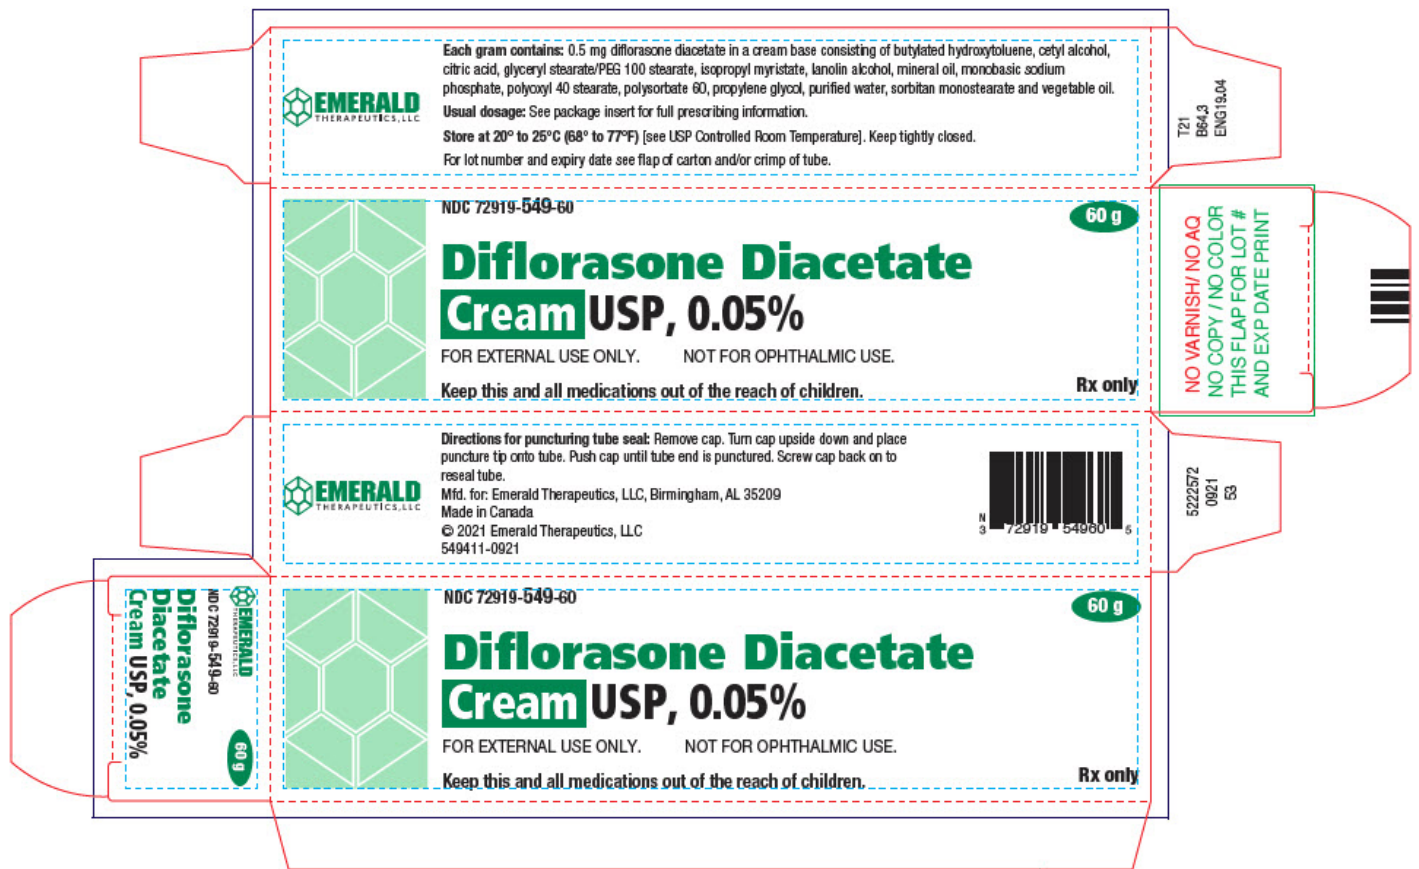 Each gram contains: 0.5 mg diflorasone diacetate in a cream base consisting of butylated hydroxytoluene, cetyl alcohol,
citric acid, glyceryl stearate/PEG 100 stearate, isopropyl myristate, lanolin alcohol, mineral oil, monobasic sodium
phosphate, polyoxyl 40 stearate, polysorbate 60, propylene glycol, purified water, sorbitan monostearate and vegetable oil.
Usual dosage: See package insert for full prescribing information.
Store at 20° to 25°C (68° to 77°F) [see USP Controlled Room Temperature]. Keep tightly closed.
For lot number and expiry date see flap of carton and/or crimp of tube.
EMERALD
THERAPEUTICS, LLC
T21
B64.3
ENG19.04
NDC 72919-549-60
60 g
Diflorasone Diacetate
Cream USP, 0.05%
FOR EXTERNAL USE ONLY. NOT FOR OPHTHALMIC USE.
Keep this and all medications out of the reach of children.
Rx only
NO VARNISH/ NO AQ
NO COPY / NO COLOR
THIS FLAP FOR LOT #
AND EXP DATE PRINT
EMERALD
THERAPEUTICS, LLC
Directions for puncturing tube seal: Remove cap. Turn cap upside down and place
puncture tip onto tube. Push cap until tube end is punctured. Screw cap back on to
reseal tube.
Mfd. for: Emerald Therapeutics, LLC, Birmingham, AL 35209
Made in Canada
© 2021 Emerald Therapeutics, LLC
549411-0921
N
3 72919 54960 5
5222572
0921
53
EMERALD
THERAPEUTICS, LLC
NDC 72919-549-60
Diflorasone
Diacetate
Cream USP, 0.05%
60 g
NDC 72919-549-60
60 g
Diflorasone Diacetate
Cream USP, 0.05%
FOR EXTERNAL USE ONLY. NOT FOR OPHTHALMIC USE.
Keep this and all medications out of the reach of children.
Rx only